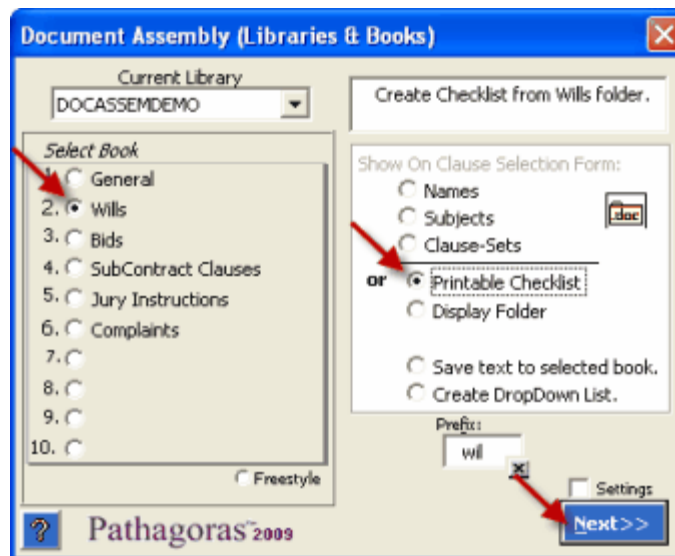 Document Assembly (Libraries & Books)
Current Library
DOCASSEMDEMO
Create Checklist from Wills folder.
Select Book
1. General
2. Wills
3. Bids
4. SubContract Clauses
5. Jury Instructions
6. Complaints
7.
8.
9.
10.
Freestyle
Show On Clause Selection Form:
Names
Subjects
Clause-Sets
.doc
or Printable Checklist
Display Folder
Save text to selected book.
Create DropDown List.
Prefix:
wil
x
Settings
? Pathagoras™2009
Next>>